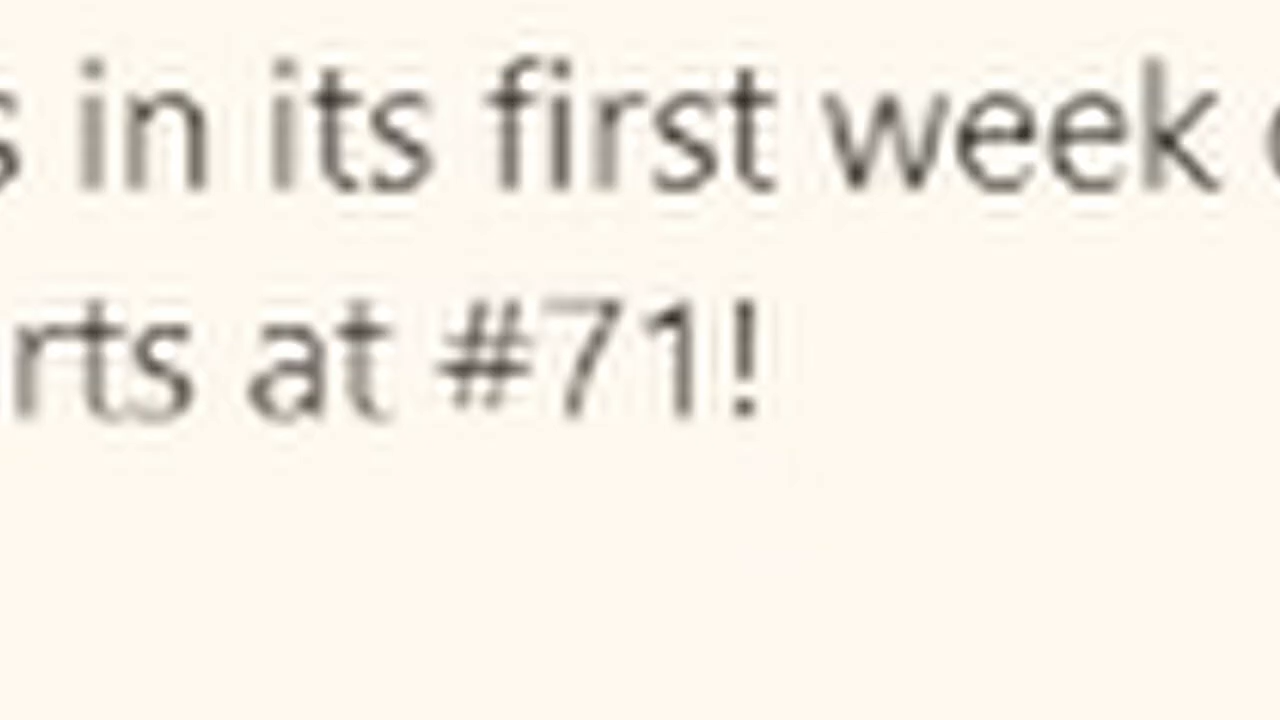 s in its first week
rts at #71!